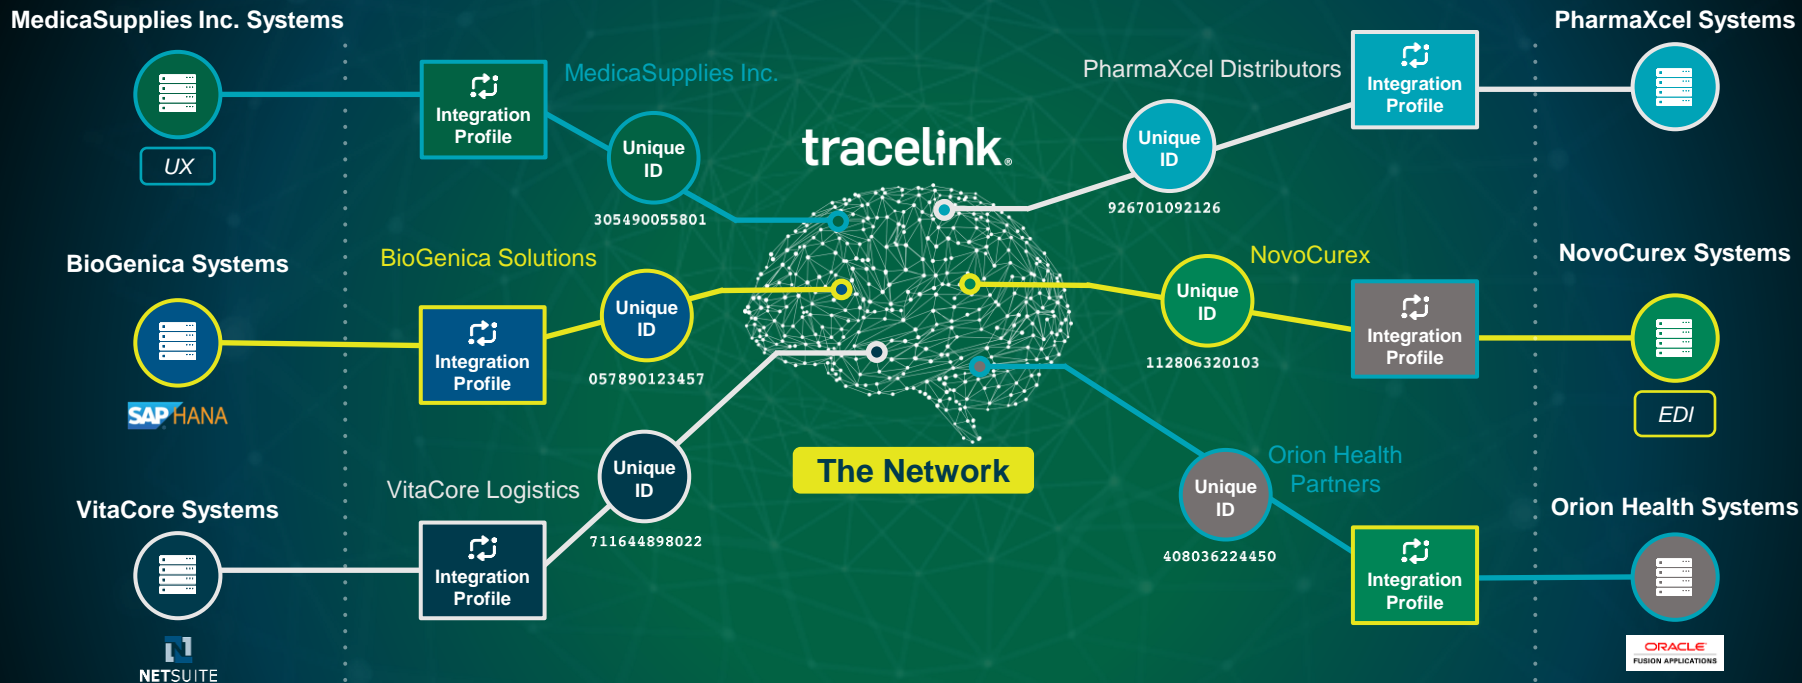 MedicaSupplies Inc. Systems
UX
Integration
Profile
MedicaSupplies Inc.
Unique
ID
305490055801
BioGenica Systems
SAP HANA
BioGenica Solutions
Integration
Profile
Unique
ID
057890123457
VitaCore Systems
NETSUITE
VitaCore Logistics
Integration
Profile
Unique
ID
711644898022
tracelink®
The Network
PharmaXcel Systems
PharmaXcel Distributors
Integration
Profile
Unique
ID
926701092126
NovoCurex Systems
EDI
NovoCurex
Unique
ID
112806320103
Integration
Profile
Orion Health Systems
ORACLE
FUSION APPLICATIONS
Orion Health
Partners
Unique
ID
408036224450
Integration
Profile